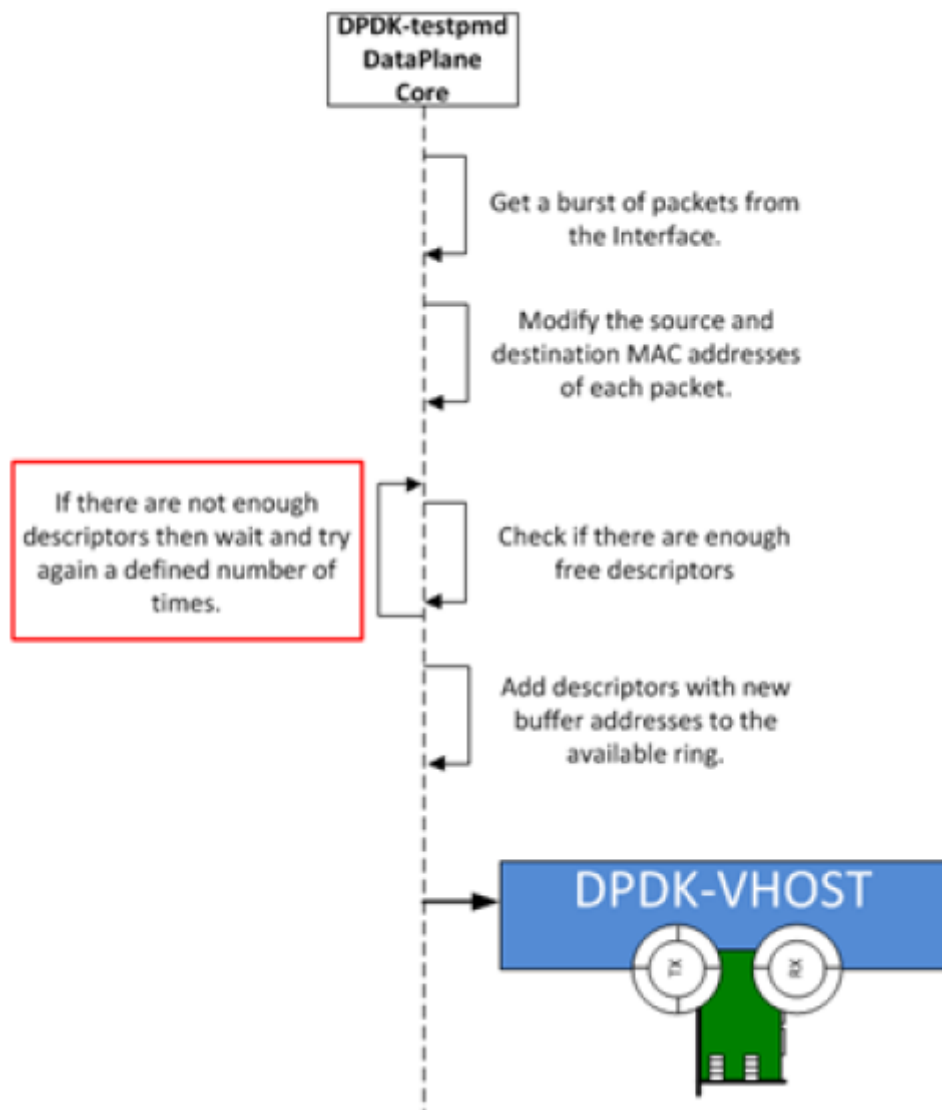 DPDK-testpmd
DataPlane
Core
Get a burst of packets from
the Interface.
Modify the source and
destination MAC addresses
of each packet.
If there are not enough
descriptors then wait and try
again a defined number of
times.
Check if there are enough
free descriptors
Add descriptors with new
buffer addresses to the
available ring.
DPDK-VHOST
TX
RX